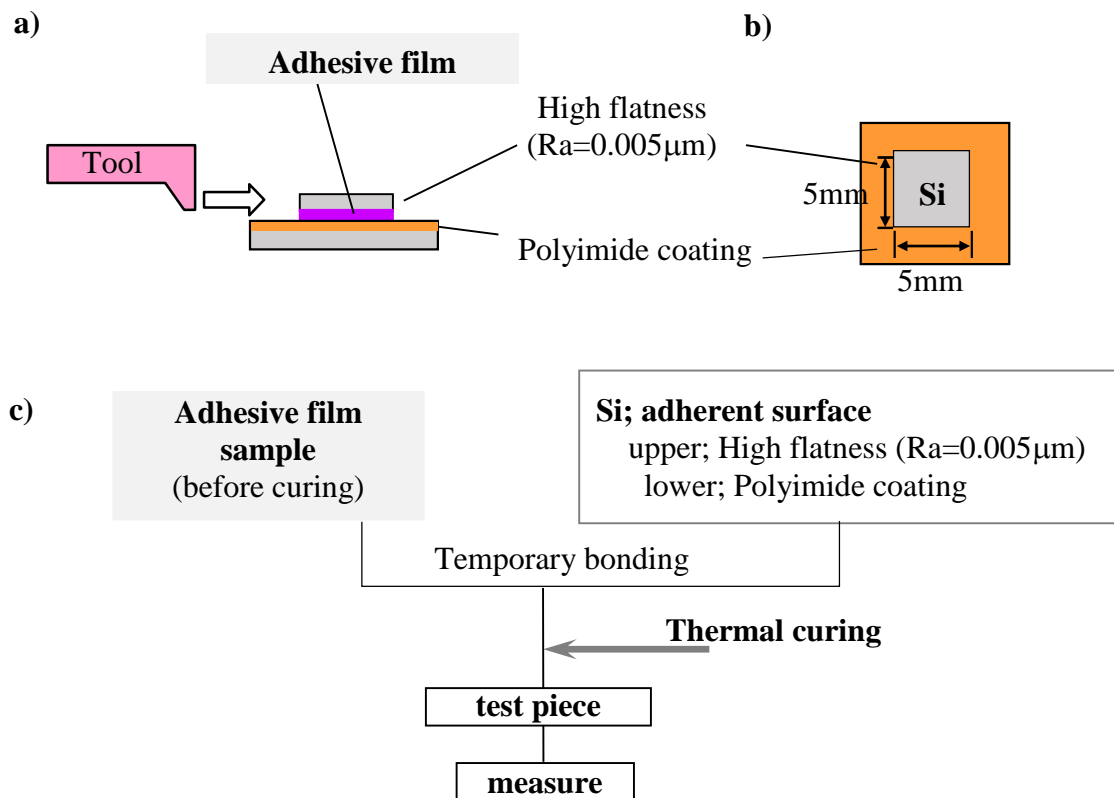 a)
Adhesive film
High flatness
(Ra=0.005μm)
Tool
Polyimide coating
b)
5mm
Si
5mm
c)
Adhesive film
sample
(before curing)
Si; adherent surface
upper; High flatness (Ra=0.005μm)
lower; Polyimide coating
Temporary bonding
Thermal curing
test piece
measure